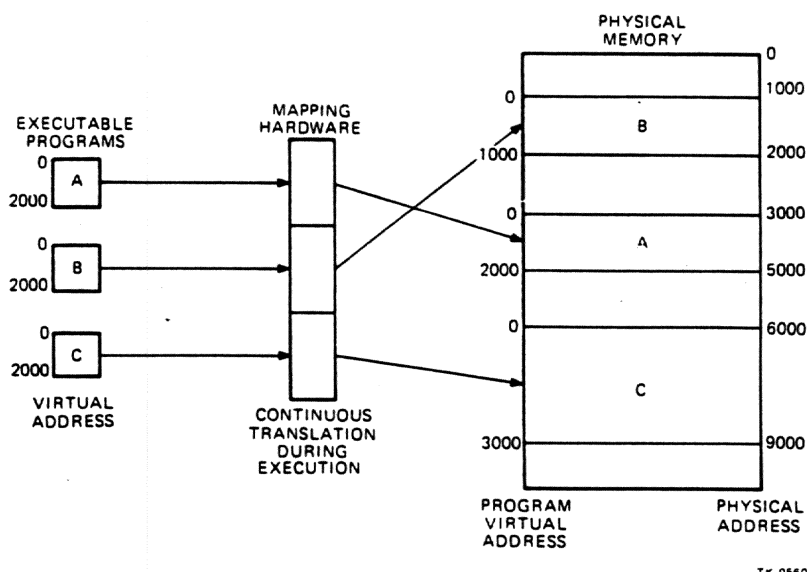 PHYSICAL
MEMORY
0
1000
0
MAPPING
HARDWARE
EXECUTABLE
PROGRAMS
B
1000
2000
0
A
2000
0
3000
0
B
2000
A
2000
5000
0
6000
0
C
2000
C
VIRTUAL
ADDRESS
CONTINUOUS
TRANSLATION
DURING
EXECUTION
3000
9000
PROGRAM
VIRTUAL
ADDRESS
PHYSICAL
ADDRESS